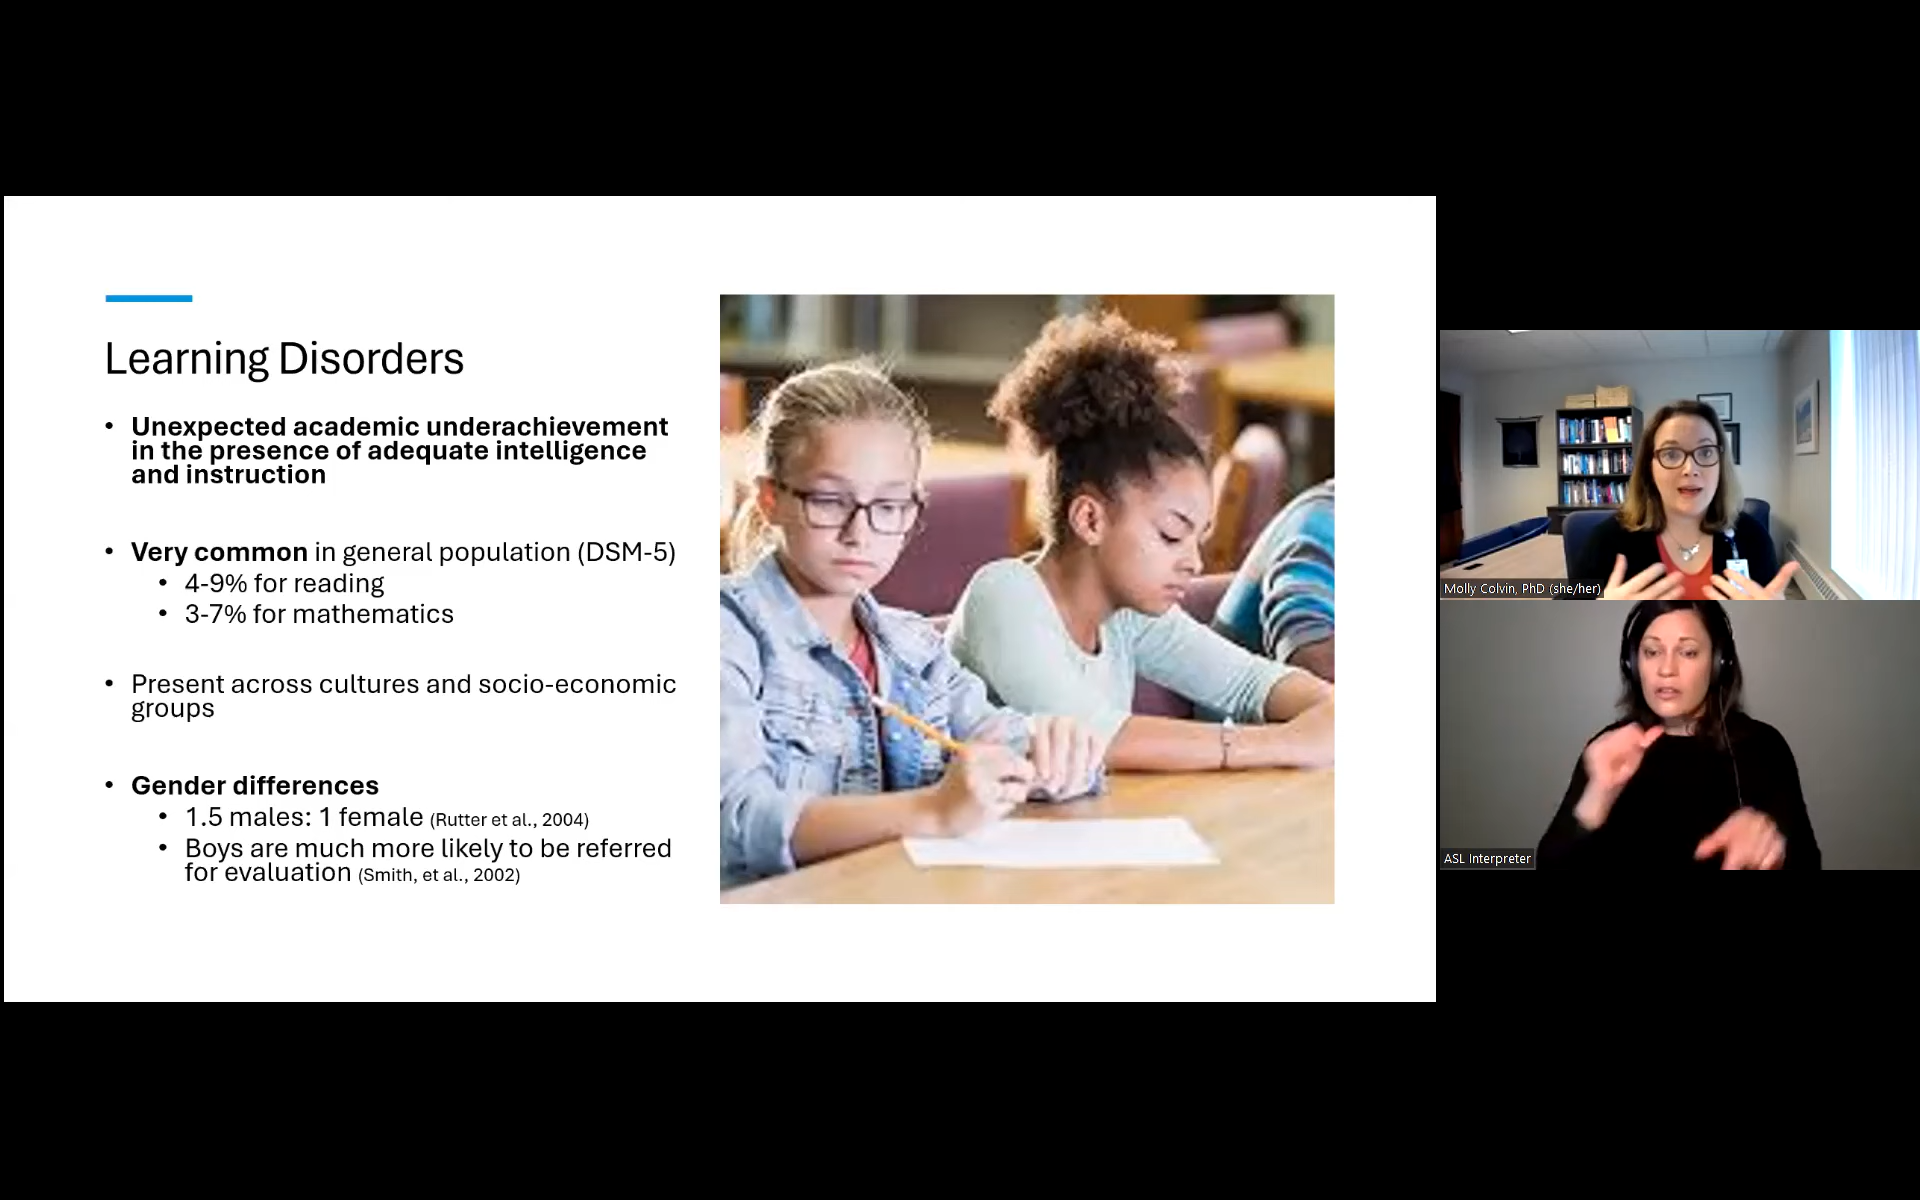 Learning Disorders
• Unexpected academic underachievement
in the presence of adequate intelligence
and instruction
• Very common in general population (DSM-5)
• 4-9% for reading
• 3-7% for mathematics
• Present across cultures and socio-economic
groups
• Gender differences
• 1.5 males: 1 female (Rutter et al., 2004)
• Boys are much more likely to be referred
for evaluation (Smith, et al., 2002)
Molly Colvin, PhD (she/her)
ASL Interpreter